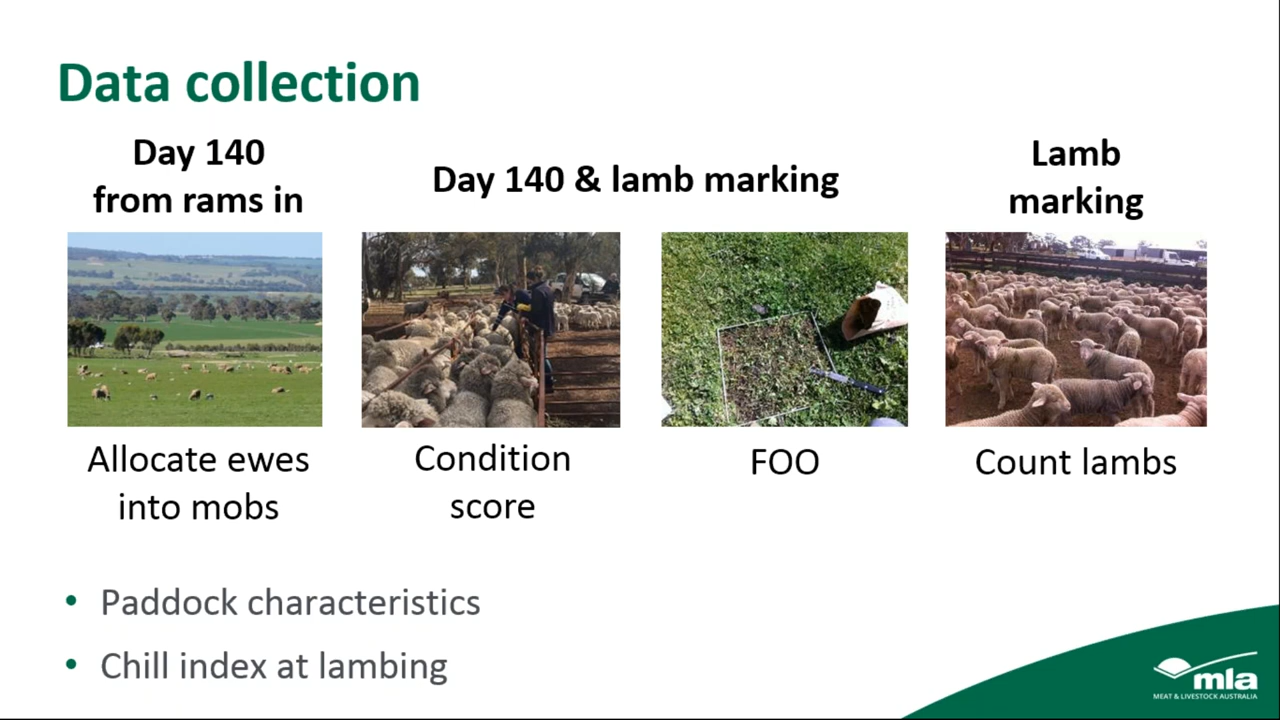 Data collection
Day 140
from rams in
Day 140 & lamb marking
Lamb
marking
Allocate ewes
into mobs
Condition
score
FOO
Count lambs
• Paddock characteristics
• Chill index at lambing
mla
MEAT & LIVESTOCK AUSTRALIA